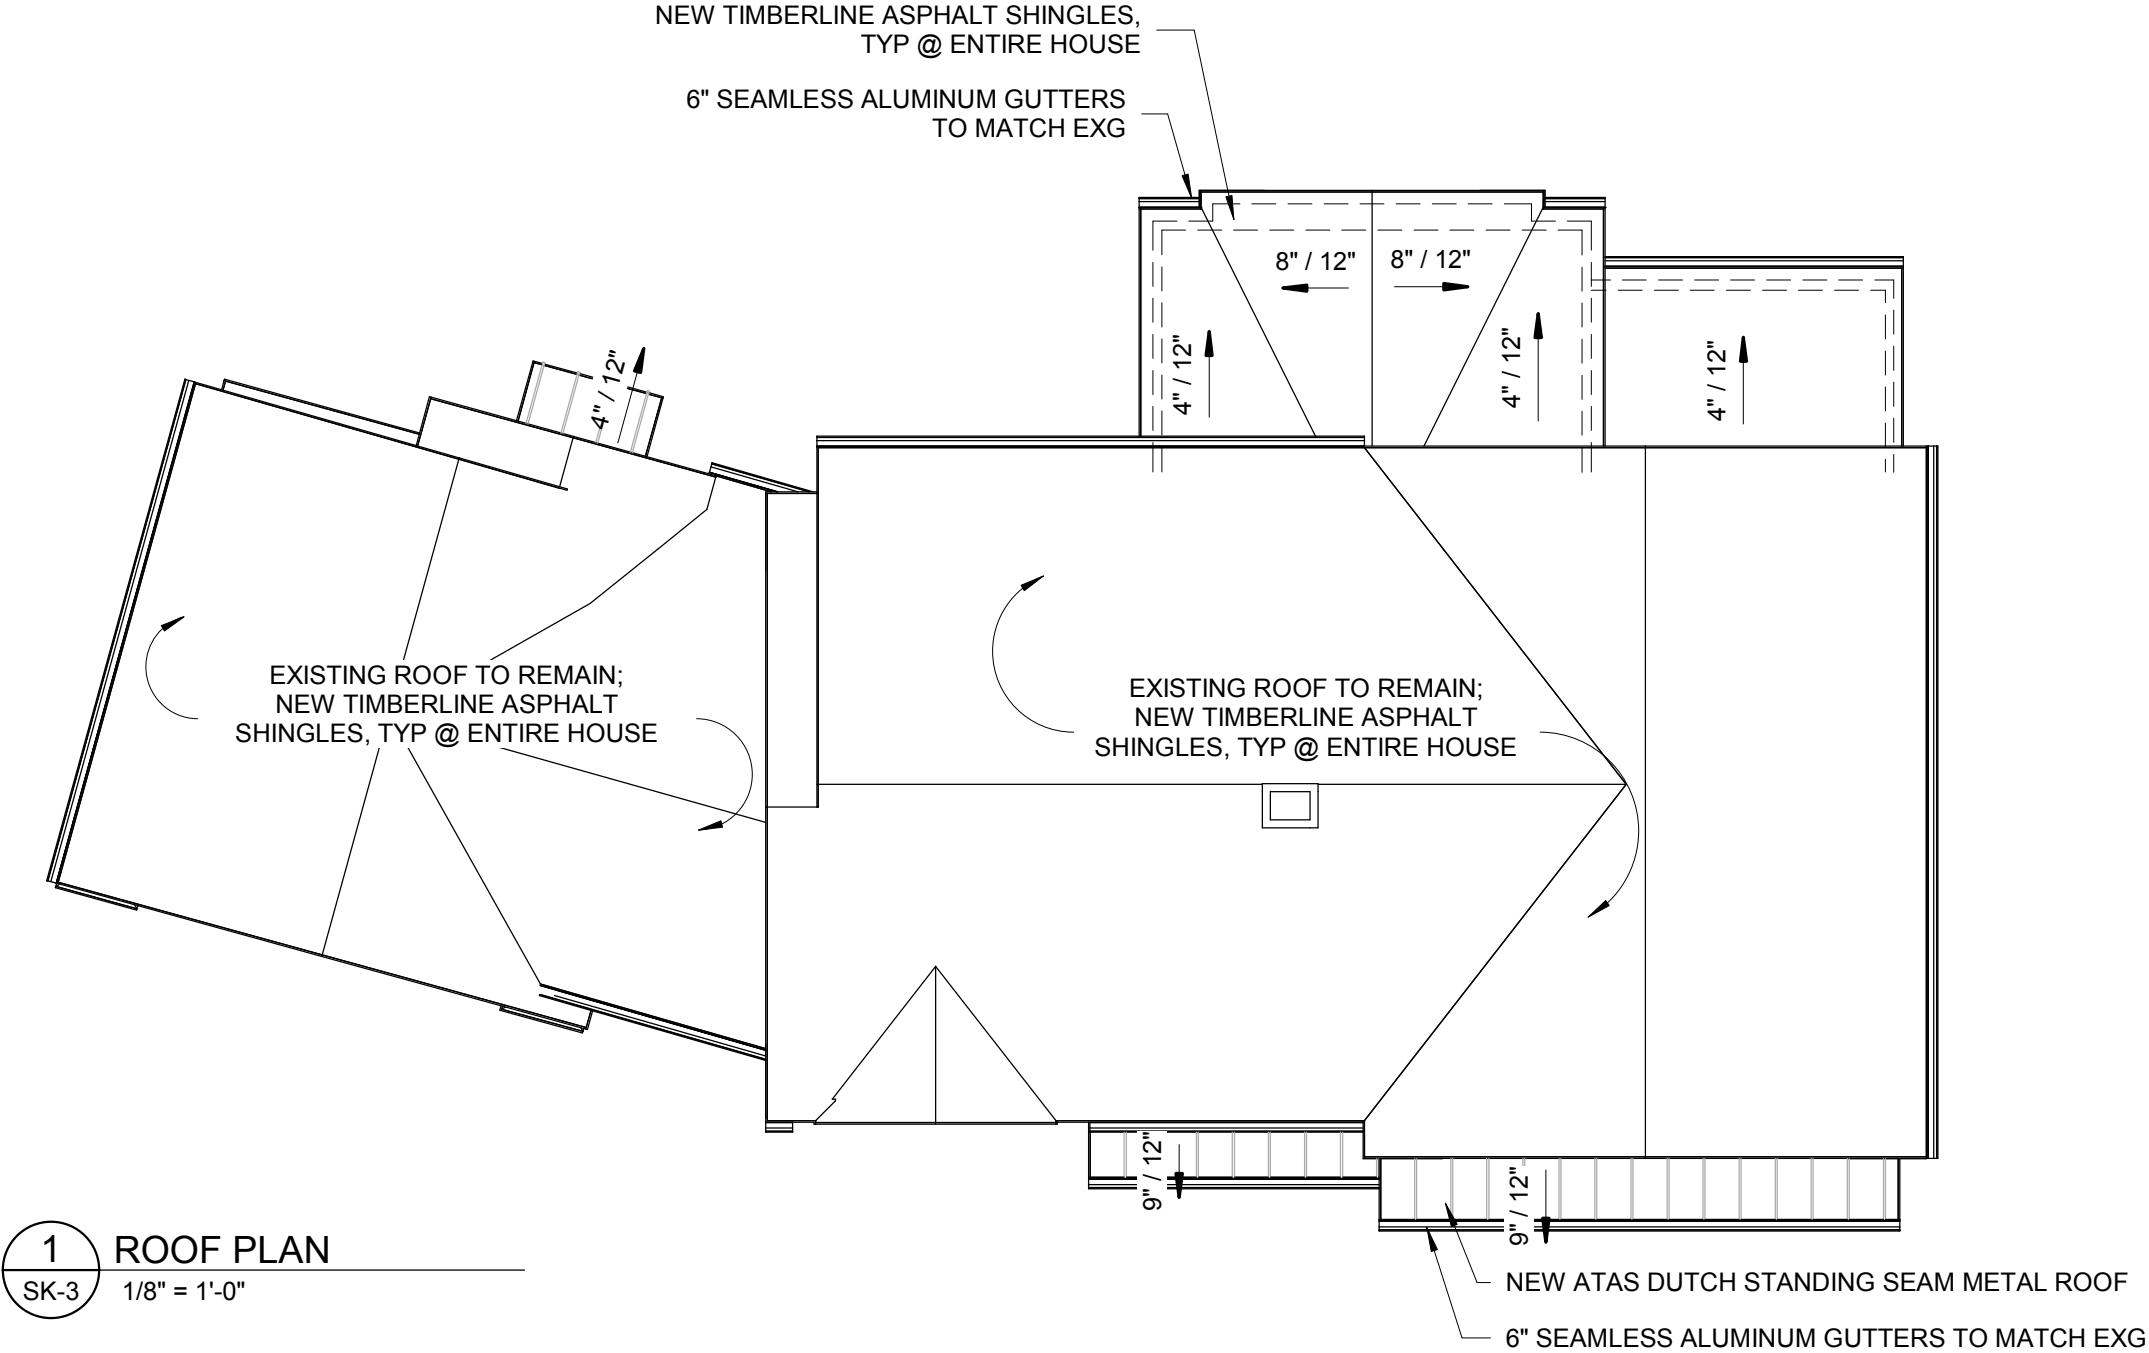 NEW TIMBERLINE ASPHALT SHINGLES,
TYP @ ENTIRE HOUSE
6" SEAMLESS ALUMINUM GUTTERS
TO MATCH EXG
8" / 12"
8" / 12"
4" / 12"
4" / 12"
4" / 12"
4" / 12"
EXISTING ROOF TO REMAIN;
NEW TIMBERLINE ASPHALT
SHINGLES, TYP @ ENTIRE HOUSE
EXISTING ROOF TO REMAIN;
NEW TIMBERLINE ASPHALT
SHINGLES, TYP @ ENTIRE HOUSE
9" / 12"
9" / 12"
1
SK-3
ROOF PLAN
1/8" = 1'-0"
NEW ATAS DUTCH STANDING SEAM METAL ROOF
6" SEAMLESS ALUMINUM GUTTERS TO MATCH EXG